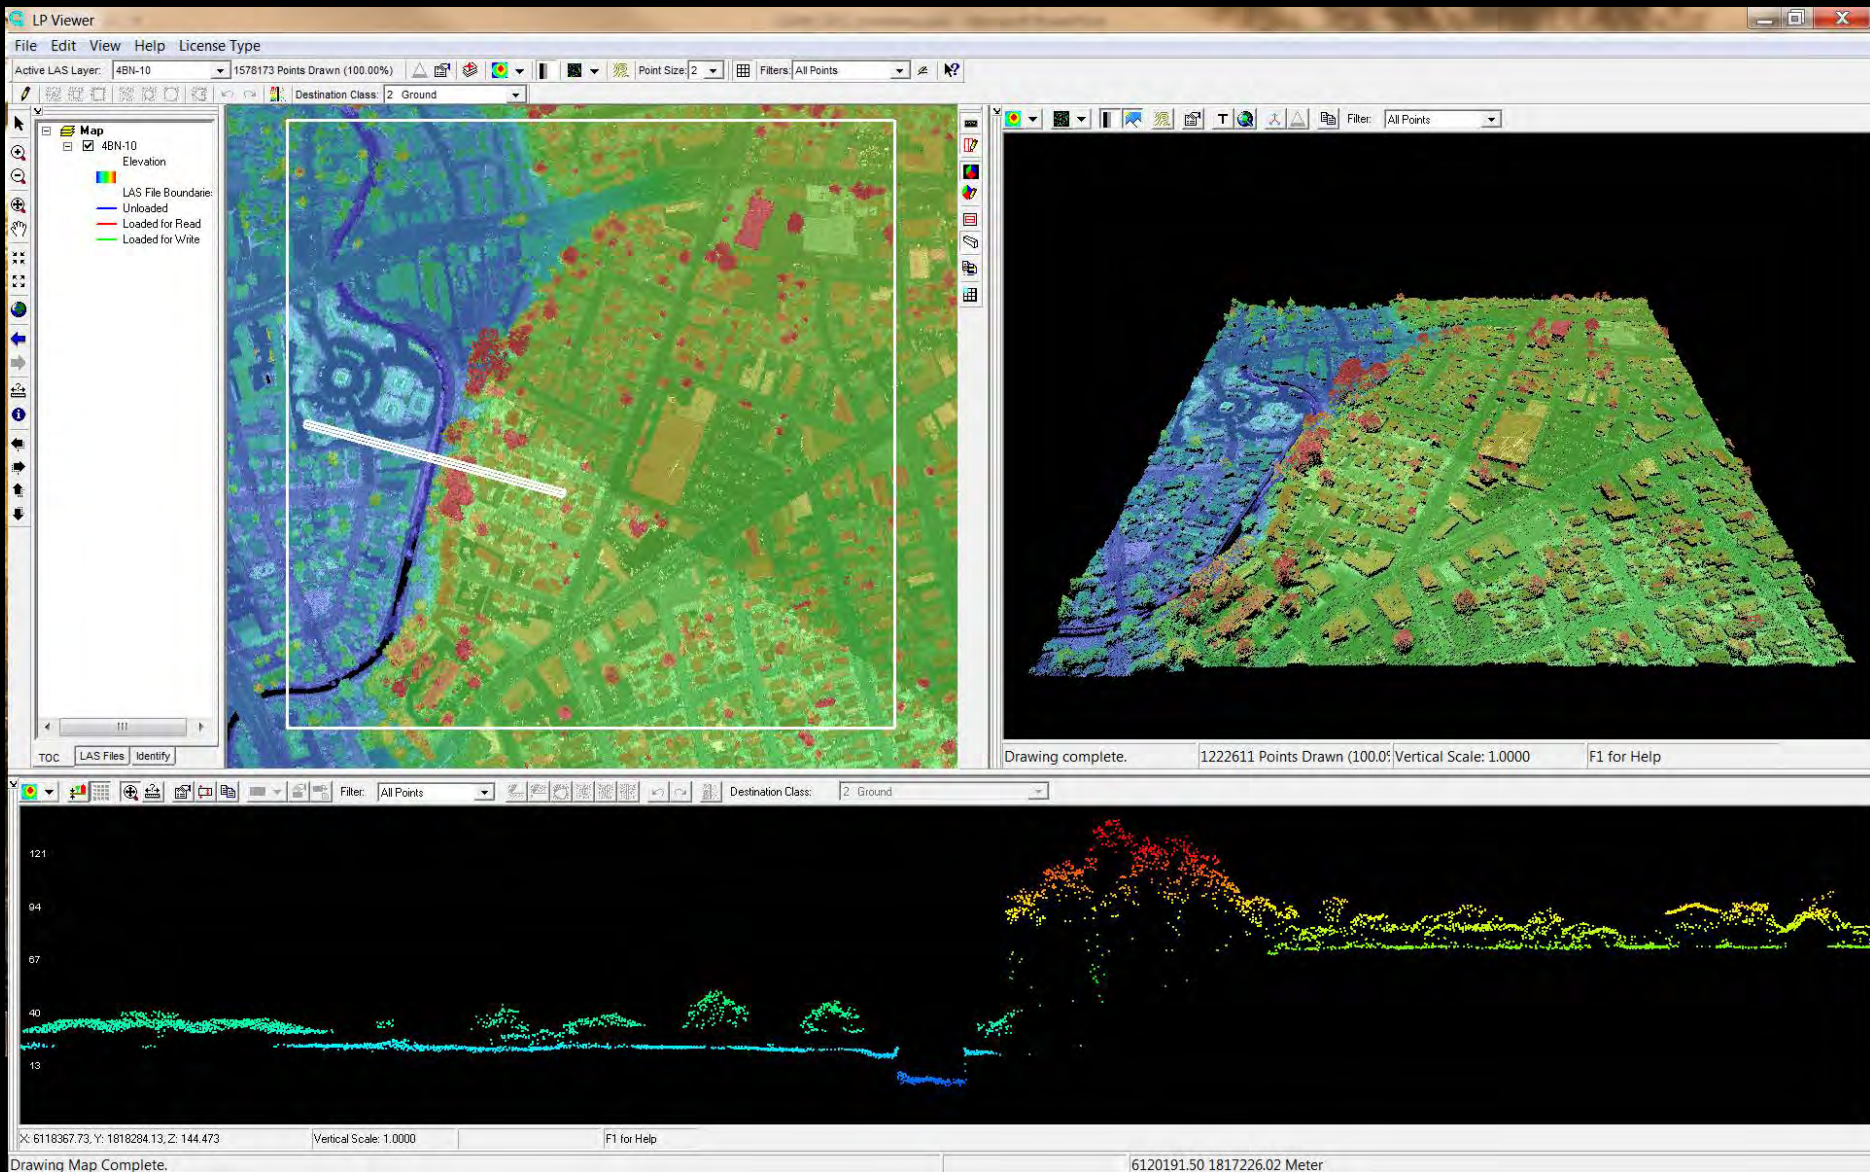 LP Viewer
File Edit View Help License Type
Active LAS Layer: 4BN-10 1578173 Points Drawn (100.00%) Point Size: 2 Filters: All Points
Destination Class: 2 Ground
Map
4BN-10
Elevation
LAS File Boundarie
Unloaded
Loaded for Read
Loaded for Write
TOC LAS Files Identify
Filter: All Points
Drawing complete. 1222611 Points Drawn (100.0 Vertical Scale: 1.0000 F1 for Help
Filter: All Points Destination Class: 2 Ground
121
94
67
40
13
X: 6118367.73, Y: 1818284.13, Z: 144.473 Vertical Scale: 1.0000 F1 for Help
Drawing Map Complete. 6120191.50 1817226.02 Meter